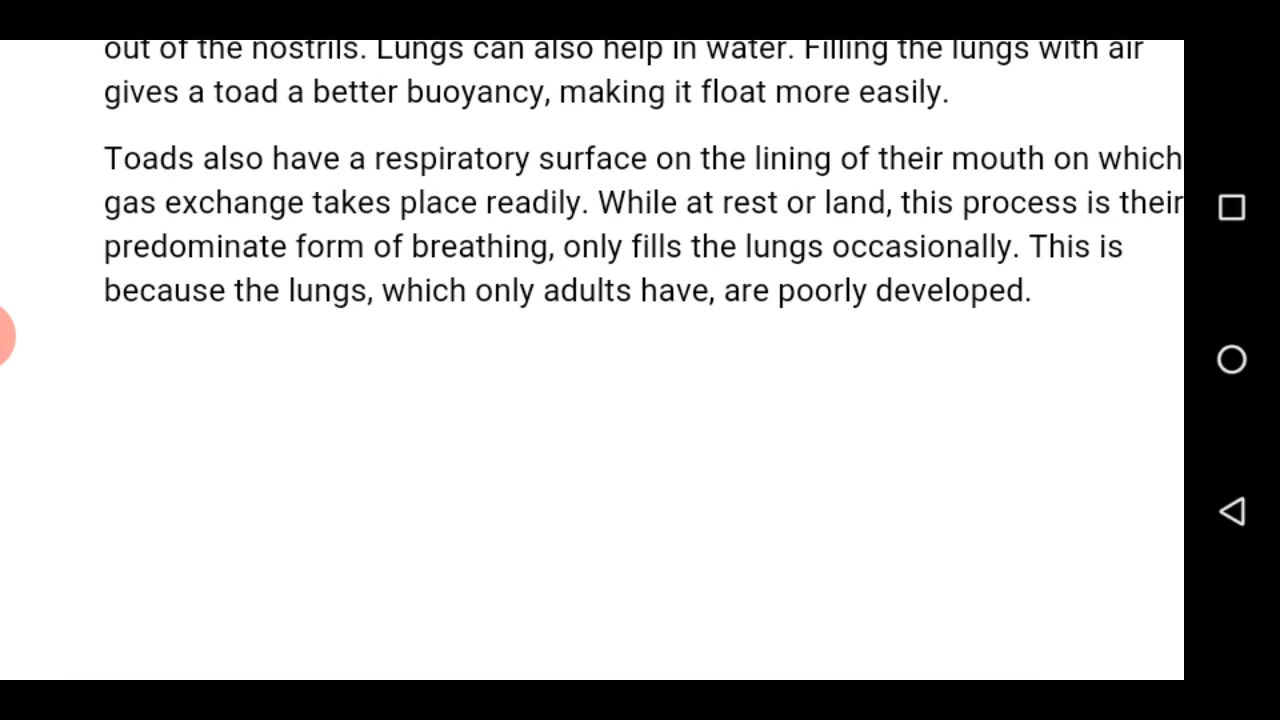 out of the nostrils. Lungs can also help in water. Filling the lungs with air
gives a toad a better buoyancy, making it float more easily.
Toads also have a respiratory surface on the lining of their mouth on which
gas exchange takes place readily. While at rest or land, this process is their
predominate form of breathing, only fills the lungs occasionally. This is
because the lungs, which only adults have, are poorly developed.